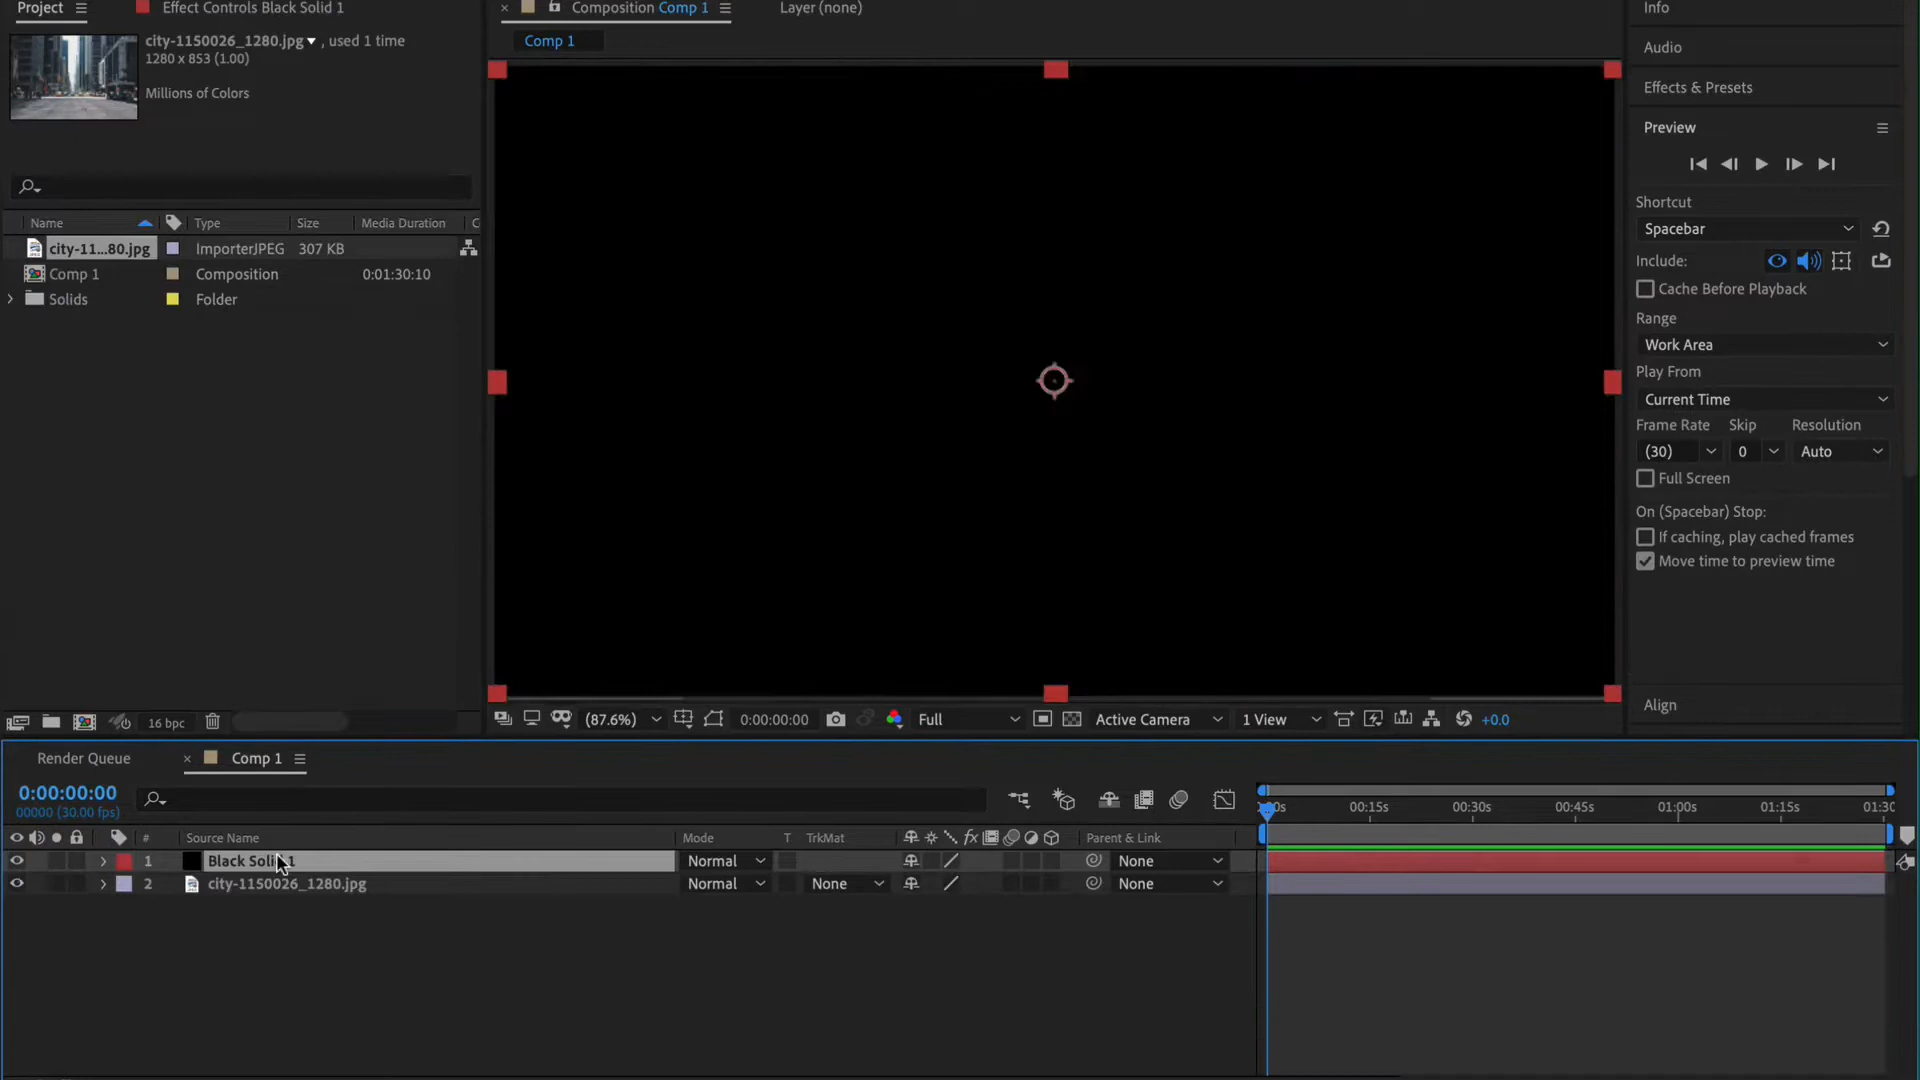 Project
Effect Controls Black Solid 1
Composition Comp 1
Layer (none)
Info
city-1150026_1280.jpg , used 1 time
1280 x 853 (1.00)
Millions of Colors
Comp 1
Audio
Effects & Presets
Preview
Shortcut
Spacebar
Include:
Cache Before Playback
Range
Work Area
Play From
Current Time
Frame Rate Skip Resolution
(30) 0 Auto
Full Screen
On (Spacebar) Stop:
If caching, play cached frames
Move time to preview time
Align
Name Type Size Media Duration C
city-11...80.jpg ImporterJPEG 307 KB
Comp 1 Composition 0:01:30:10
Solids Folder
16 bpc
(87.6%) 0:00:00:00 Full Active Camera 1 View +0.0
Render Queue
Comp 1
0:00:00:00
00000 (30.00 fps)
00:15s 00:30s 00:45s 01:00s 01:15s 01:30
# Source Name Mode T TrkMat fx Parent & Link
1 Black Solid 1 Normal None
2 city-1150026_1280.jpg Normal None None